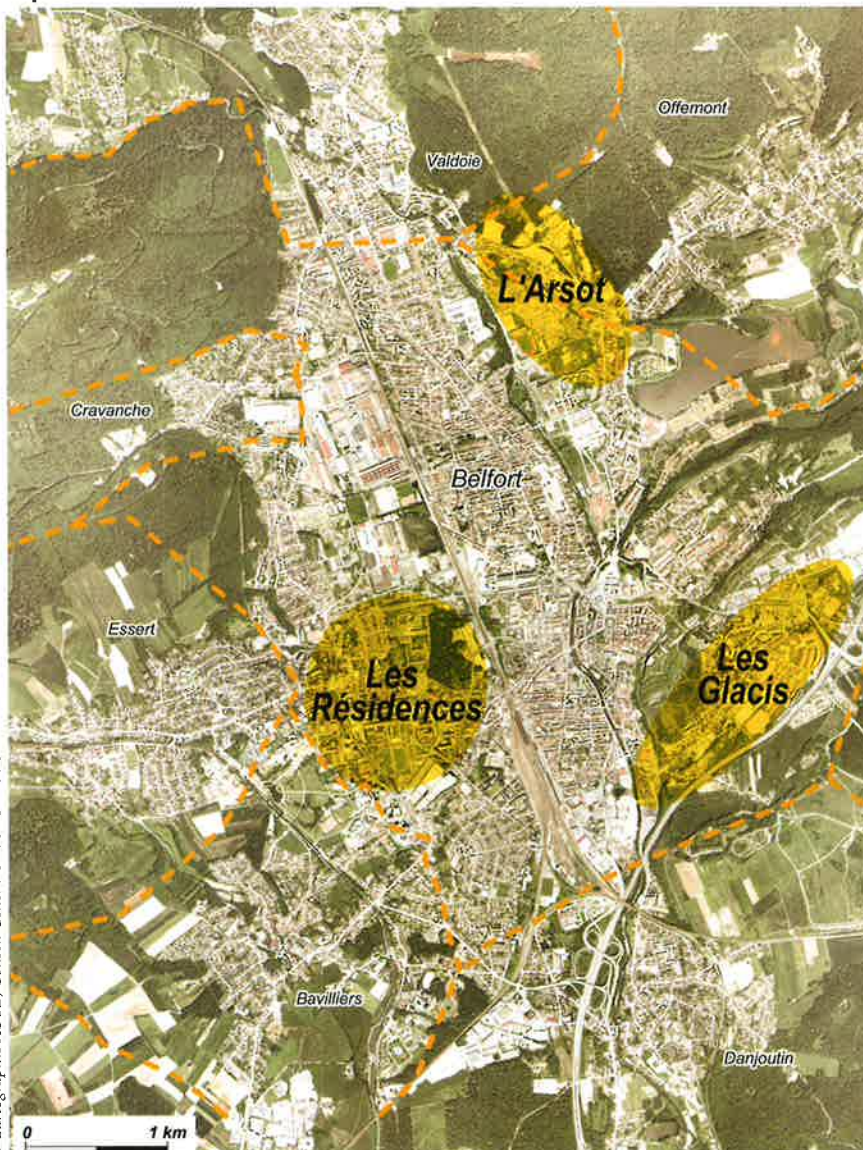 Offemont
Valdoie
L'Arsot
Cravanche
Belfort
Essert
Les
Résidences
Les
Glacis
Bavilliers
Danjoutin
0 1 km